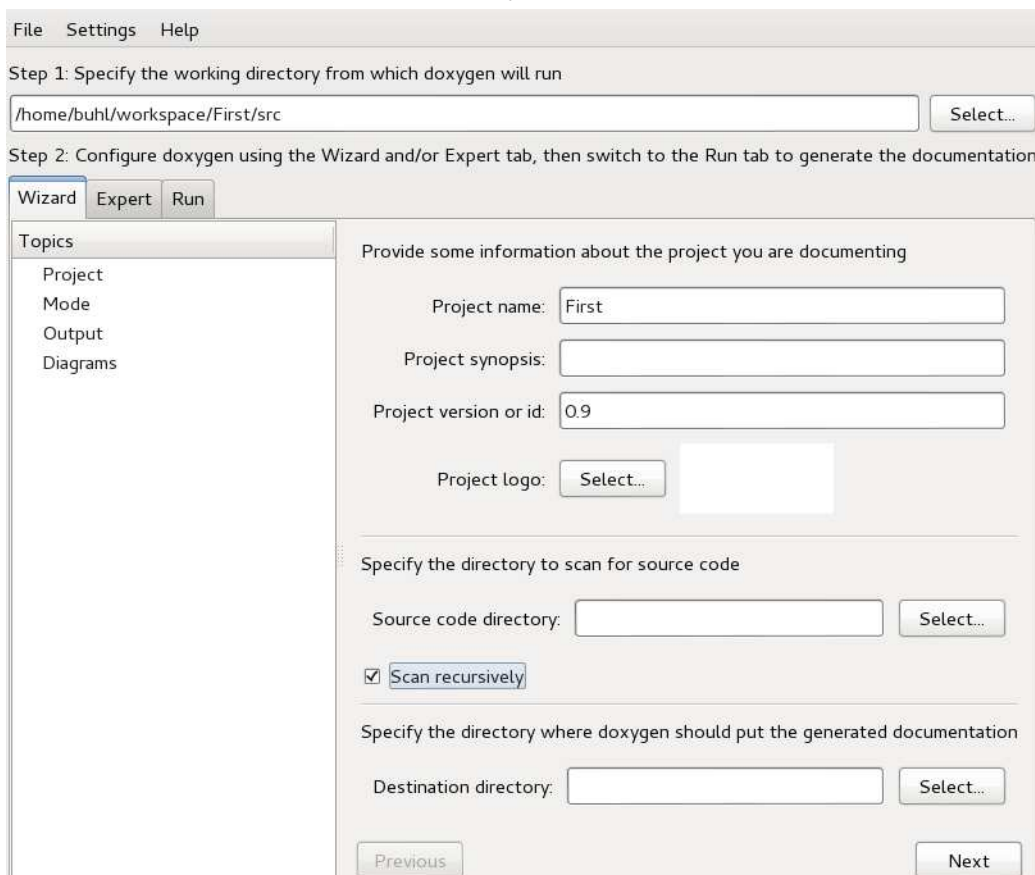 File Settings Help
Step 1: Specify the working directory from which doxygen will run
/home/buhl/workspace/First/src Select...
Step 2: Configure doxygen using the Wizard and/or Expert tab, then switch to the Run tab to generate the documentation
Wizard Expert Run
Topics
Project
Mode
Output
Diagrams
Provide some information about the project you are documenting
Project name: First
Project synopsis:
Project version or id: 0.9
Project logo: Select...
Specify the directory to scan for source code
Source code directory: Select...
Scan recursively
Specify the directory where doxygen should put the generated documentation
Destination directory: Select...
Previous Next